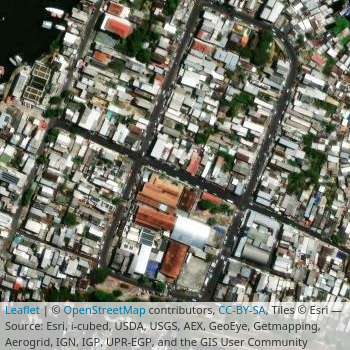 Leaflet | © OpenStreetMap contributors, CC-BY-SA, Tiles © Esri —
Source: Esri, i-cubed, USDA, USGS, AEX, GeoEye, Getmapping,
Aerogrid, IGN, IGP, UPR-EGP, and the GIS User Community